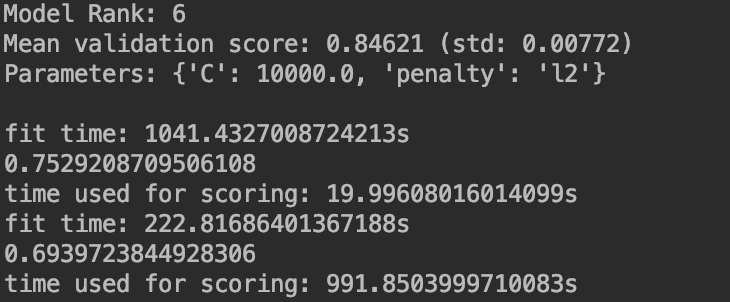 Model Rank: 6
Mean validation score: 0.84621 (std: 0.00772)
Parameters: {'C': 10000.0, 'penalty': 'l2'}
fit time: 1041.4327008724213s
0.7529208709506108
time used for scoring: 19.99608016014099s
fit time: 222.81686401367188s
0.6939723844928306
time used for scoring: 991.8503999710083s